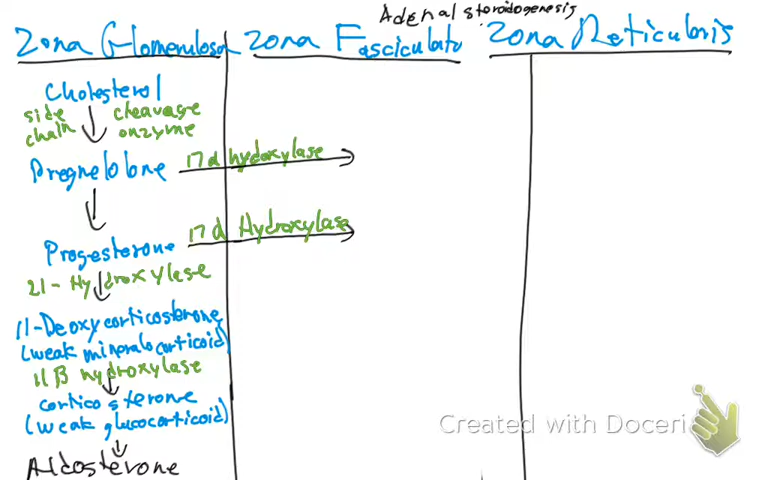 Adenal steroidogenesis
Zona Glomerulosa
Zona Fasciculata
Zona Reticularis
Cholesterol
side chain
cleavage enzyme
Pregnelolone
17α hydoxylase
Progesterone
17α Hydroxylase
21-Hydroxylase
11-Deoxycorticosterone
(weak mineralocorticoid)
11β hydroxylase
corticosterone
(weak glucocorticoid)
Aldosterone
Created with Doceri